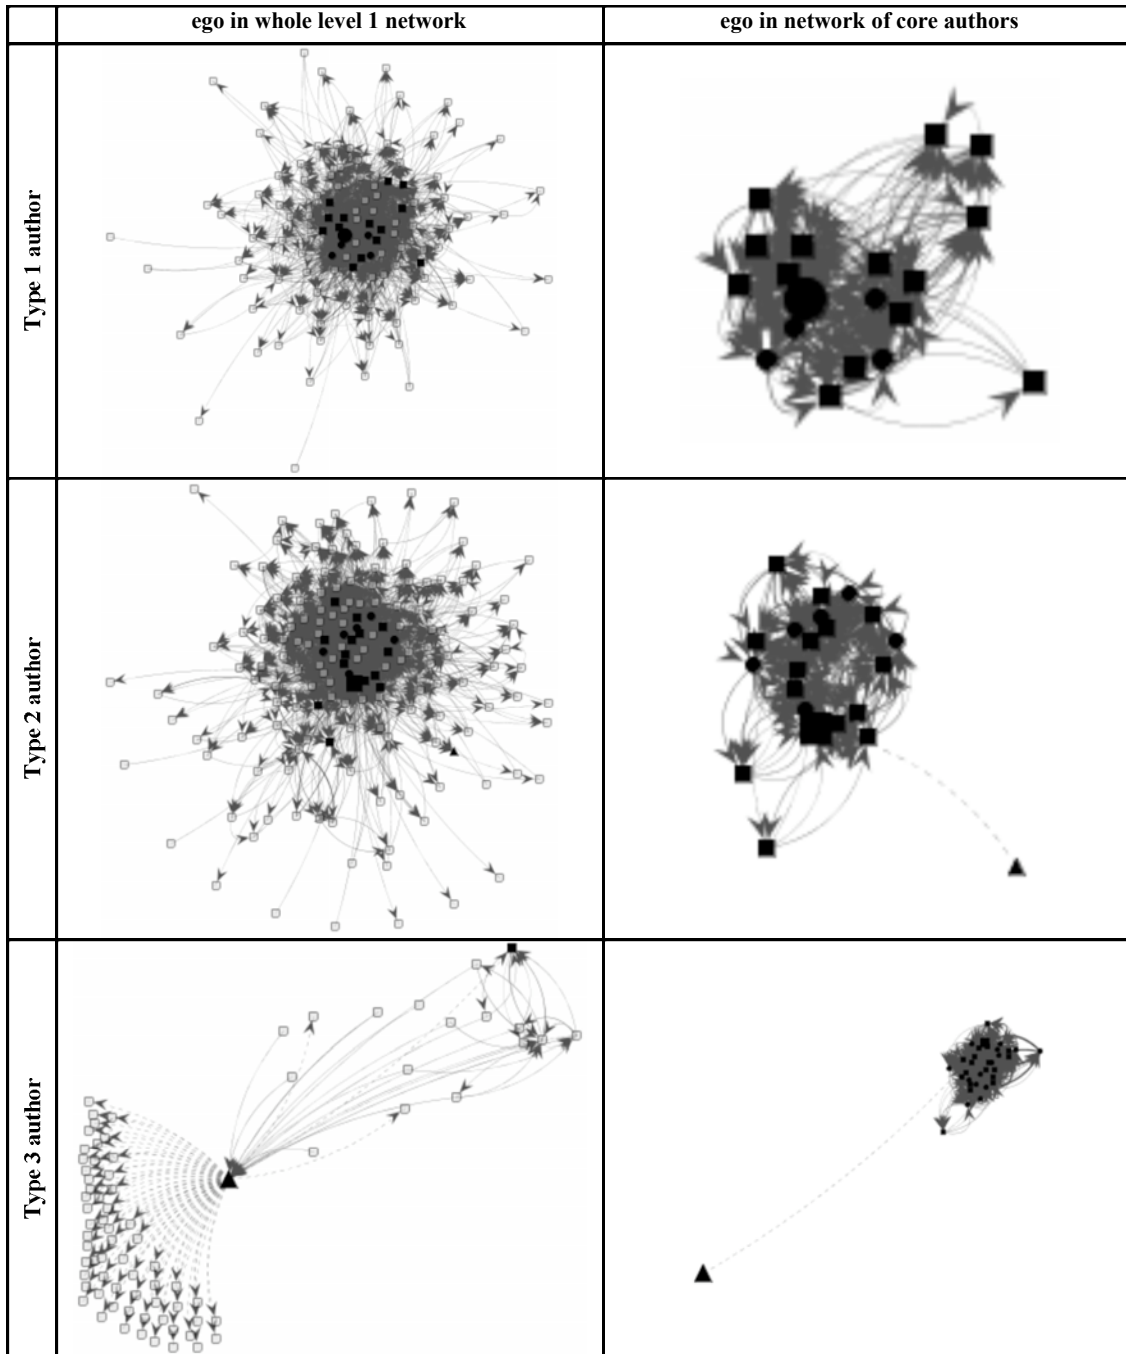 ego in whole level 1 network
ego in network of core authors
Type 1 author
Type 2 author
Type 3 author